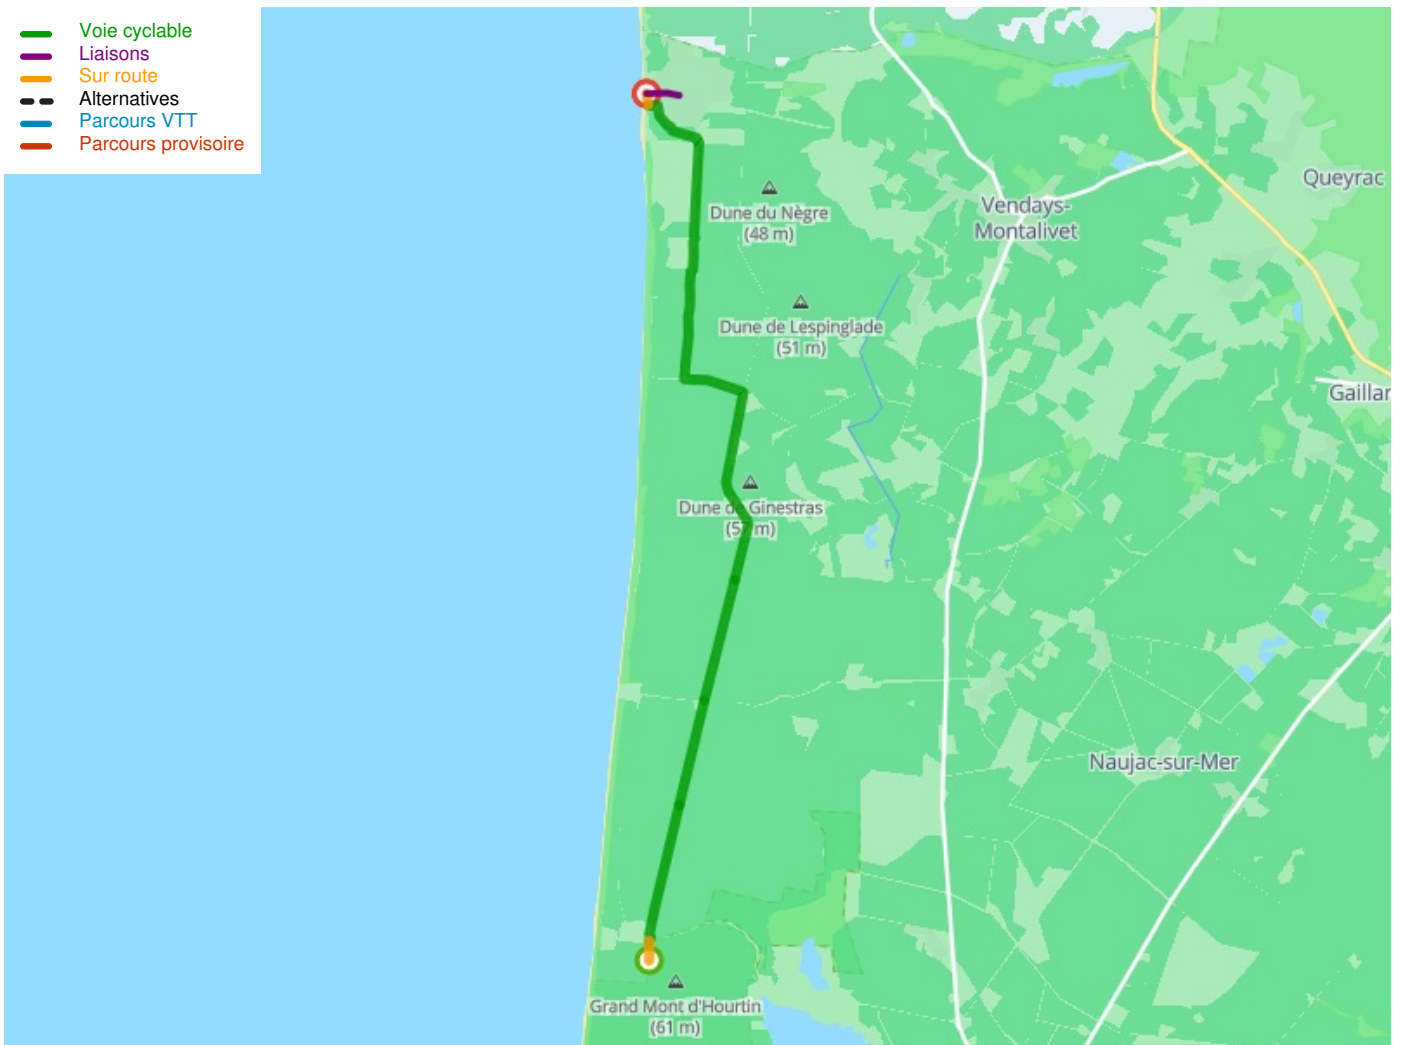 Voie cyclable
Liaisons
Sur route
Alternatives
Parcours VTT
Parcours provisoire
Queyrac
Vendays-
Montalivet
Dune du Nègre
(48 m)
Dune de Lespinglade
(51 m)
Gaillar
Dune de Ginestras
(57 m)
Naujac-sur-Mer
Grand Mont d'Hourtin
(61 m)